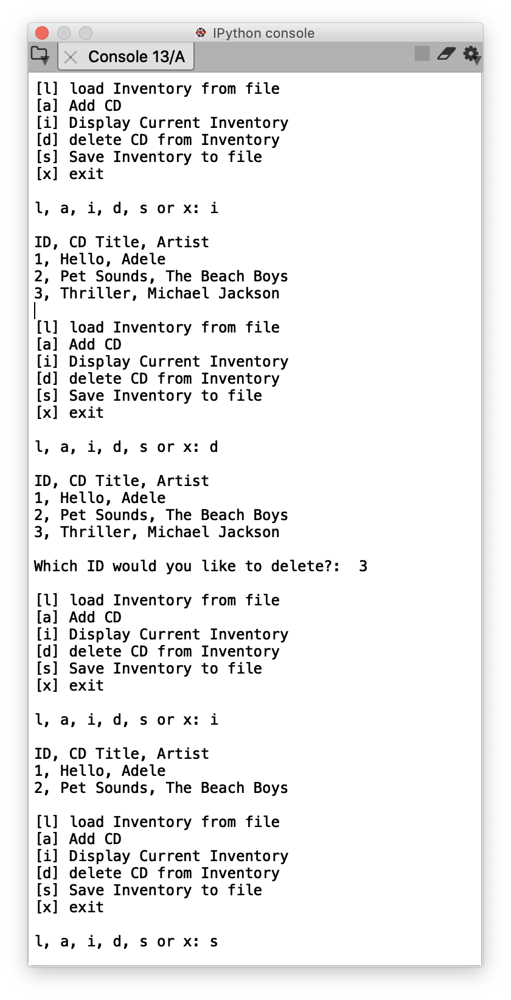 IPython console
Console 13/A
[l] load Inventory from file
[a] Add CD
[i] Display Current Inventory
[d] delete CD from Inventory
[s] Save Inventory to file
[x] exit
l, a, i, d, s or x: i
ID, CD Title, Artist
1, Hello, Adele
2, Pet Sounds, The Beach Boys
3, Thriller, Michael Jackson
[l] load Inventory from file
[a] Add CD
[i] Display Current Inventory
[d] delete CD from Inventory
[s] Save Inventory to file
[x] exit
l, a, i, d, s or x: d
ID, CD Title, Artist
1, Hello, Adele
2, Pet Sounds, The Beach Boys
3, Thriller, Michael Jackson
Which ID would you like to delete?:  3
[l] load Inventory from file
[a] Add CD
[i] Display Current Inventory
[d] delete CD from Inventory
[s] Save Inventory to file
[x] exit
l, a, i, d, s or x: i
ID, CD Title, Artist
1, Hello, Adele
2, Pet Sounds, The Beach Boys
[l] load Inventory from file
[a] Add CD
[i] Display Current Inventory
[d] delete CD from Inventory
[s] Save Inventory to file
[x] exit
l, a, i, d, s or x: s